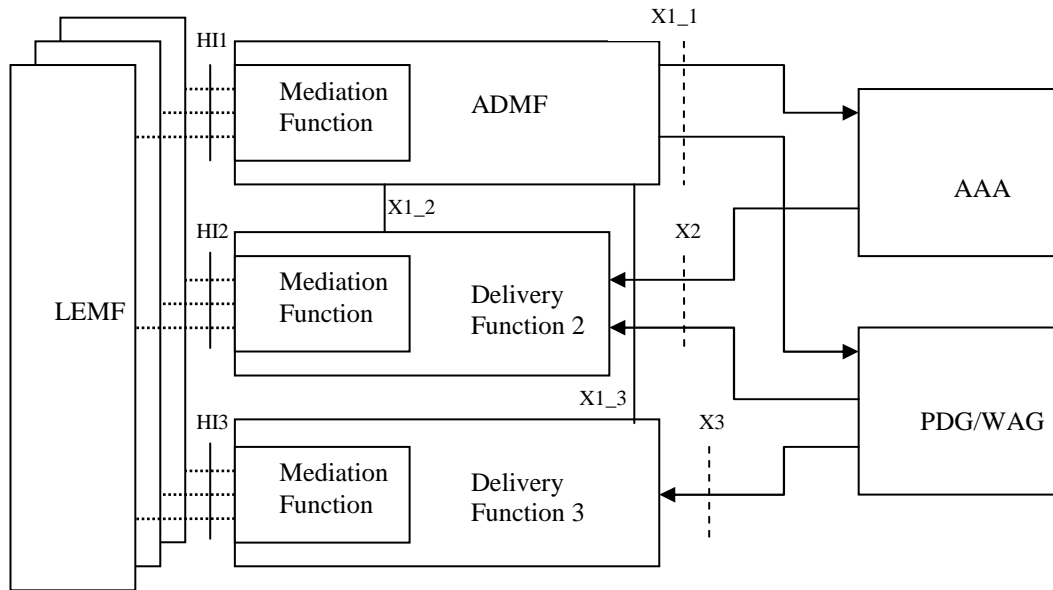 X1_1
HI1
Mediation
Function
ADMF
AAA
X1_2
HI2
X2
Mediation
Function
Delivery
Function 2
LEMF
X1_3
HI3
X3
PDG/WAG
Mediation
Function
Delivery
Function 3